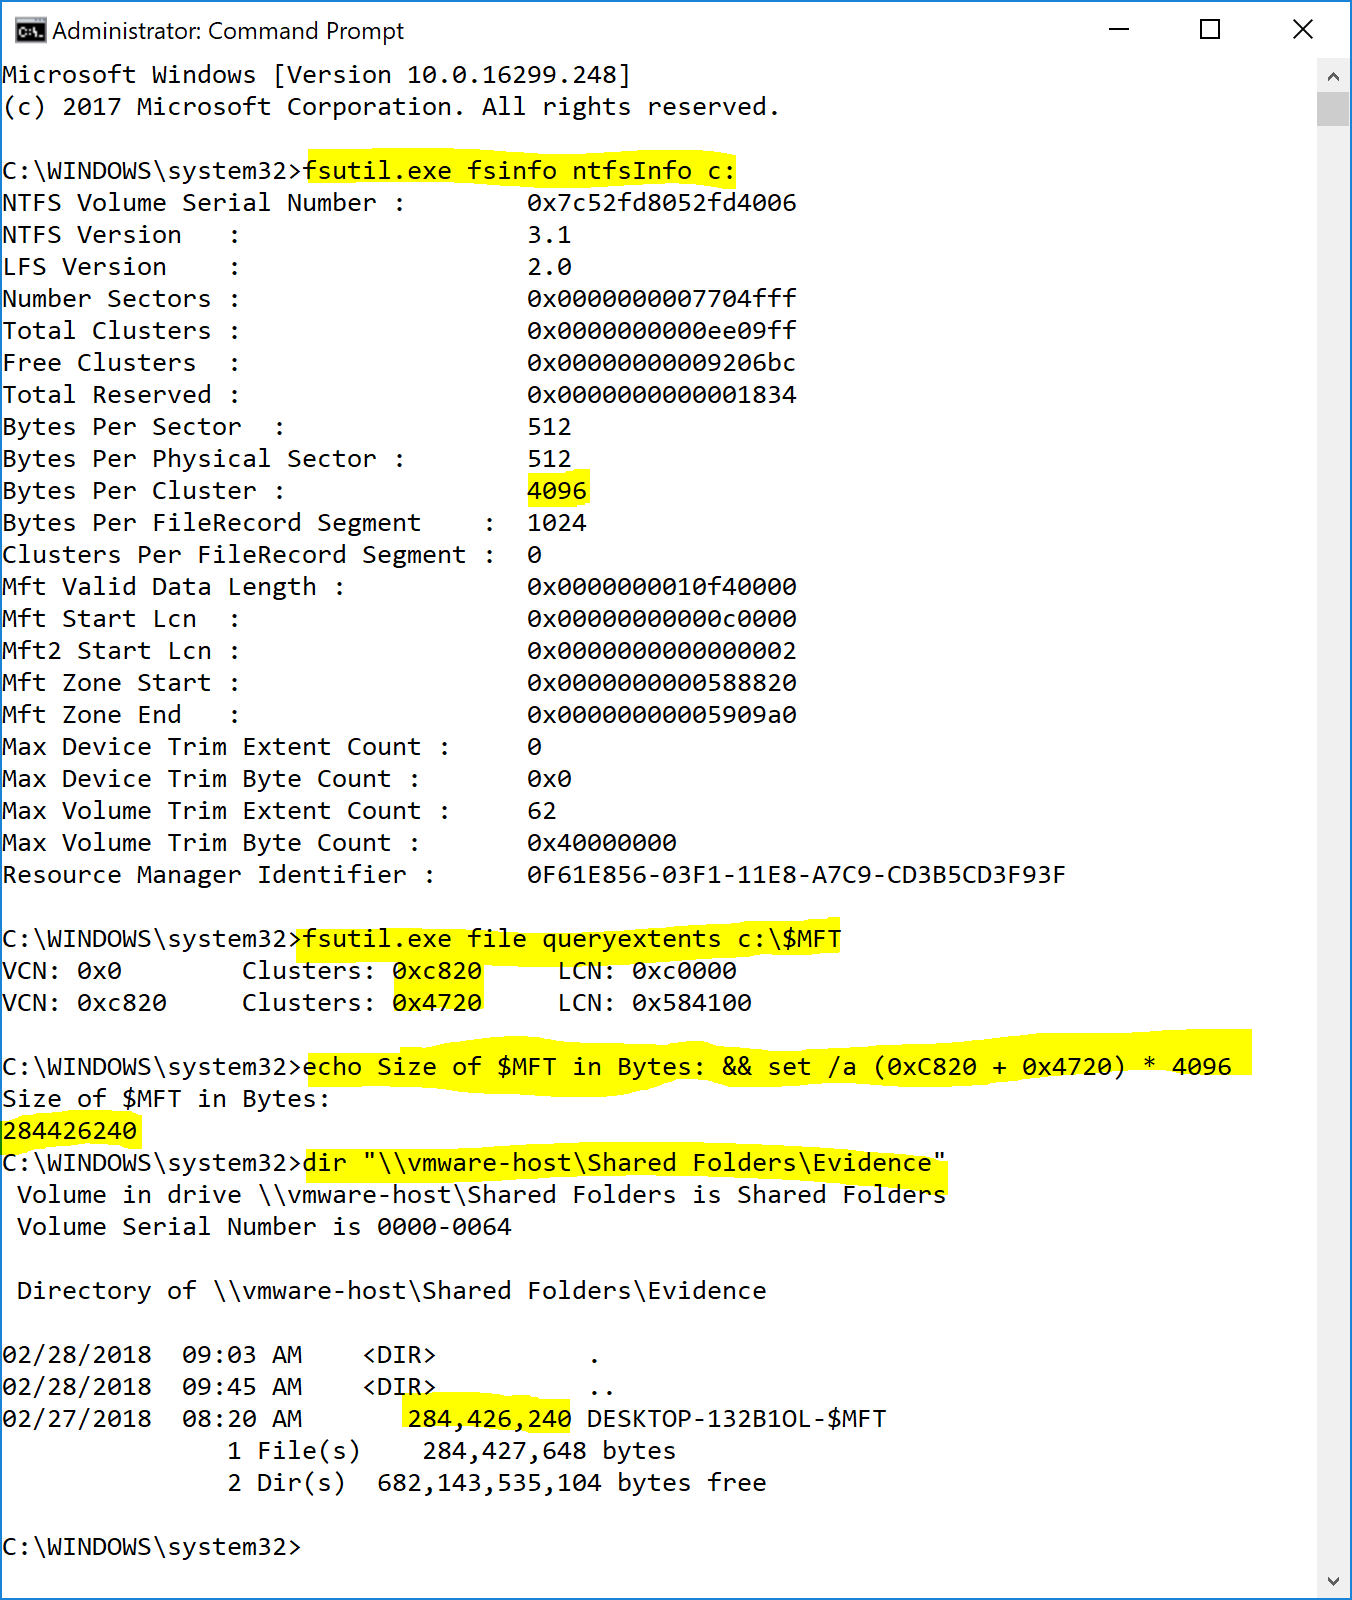 Administrator: Command Prompt
Microsoft Windows [Version 10.0.16299.248]
(c) 2017 Microsoft Corporation. All rights reserved.
C:\WINDOWS\system32>fsutil.exe fsinfo ntfsInfo c:
NTFS Volume Serial Number :        0x7c52fd8052fd4006
NTFS Version   :                   3.1
LFS Version    :                   2.0
Number Sectors :                   0x0000000007704fff
Total Clusters :                   0x0000000000ee09ff
Free Clusters  :                   0x00000000009206bc
Total Reserved :                   0x0000000000001834
Bytes Per Sector  :                512
Bytes Per Physical Sector :        512
Bytes Per Cluster :                4096
Bytes Per FileRecord Segment    :  1024
Clusters Per FileRecord Segment :  0
Mft Valid Data Length :            0x0000000010f40000
Mft Start Lcn  :                   0x00000000000c0000
Mft2 Start Lcn :                   0x0000000000000002
Mft Zone Start :                   0x0000000000588820
Mft Zone End   :                   0x00000000005909a0
Max Device Trim Extent Count :     0
Max Device Trim Byte Count :       0x0
Max Volume Trim Extent Count :     62
Max Volume Trim Byte Count :       0x40000000
Resource Manager Identifier :      0F61E856-03F1-11E8-A7C9-CD3B5CD3F93F
C:\WINDOWS\system32>fsutil.exe file queryextents c:\$MFT
VCN: 0x0        Clusters: 0xc820     LCN: 0xc0000
VCN: 0xc820     Clusters: 0x4720     LCN: 0x584100
C:\WINDOWS\system32>echo Size of $MFT in Bytes: && set /a (0xC820 + 0x4720) * 4096
Size of $MFT in Bytes:
284426240
C:\WINDOWS\system32>dir "\\vmware-host\Shared Folders\Evidence"
 Volume in drive \\vmware-host\Shared Folders is Shared Folders
 Volume Serial Number is 0000-0064
 Directory of \\vmware-host\Shared Folders\Evidence
02/28/2018  09:03 AM    <DIR>          .
02/28/2018  09:45 AM    <DIR>          ..
02/27/2018  08:20 AM       284,426,240 DESKTOP-132B1OL-$MFT
               1 File(s)    284,427,648 bytes
               2 Dir(s)  682,143,535,104 bytes free
C:\WINDOWS\system32>